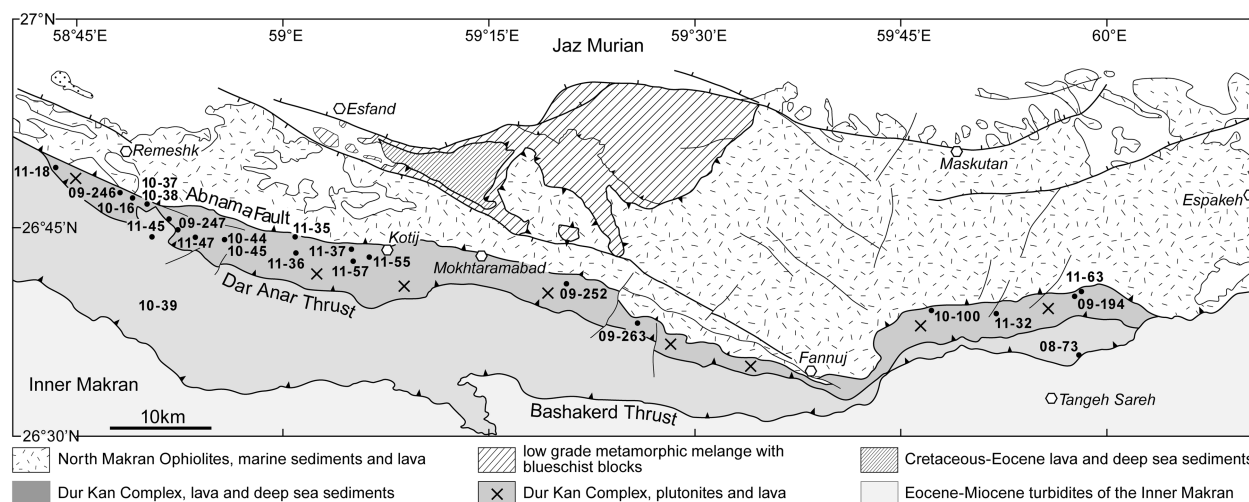 27°N
58°45'E
59°E
59°15'E
59°30'E
59°45'E
60°E
Jaz Murian
Esfand
Remeshk
Maskutan
Espakeh
11-18
09-246
10-16
10-37
10-38
Abnama Fault
11-45
09-247
11-47
10-44
10-45
11-35
11-36
11-37
11-57
11-55
Kotij
26°45'N
Mokhtaramabad
Dar Anar Thrust
09-252
10-39
09-263
11-63
09-194
10-100
11-32
08-73
Fannuj
Inner Makran
10km
Bashakerd Thrust
Tangeh Sareh
26°30'N
North Makran Ophiolites, marine sediments and lava
low grade metamorphic melange with
blueschist blocks
Cretaceous-Eocene lava and deep sea sediments
Dur Kan Complex, lava and deep sea sediments
Dur Kan Complex, plutonites and lava
Eocene-Miocene turbidites of the Inner Makran